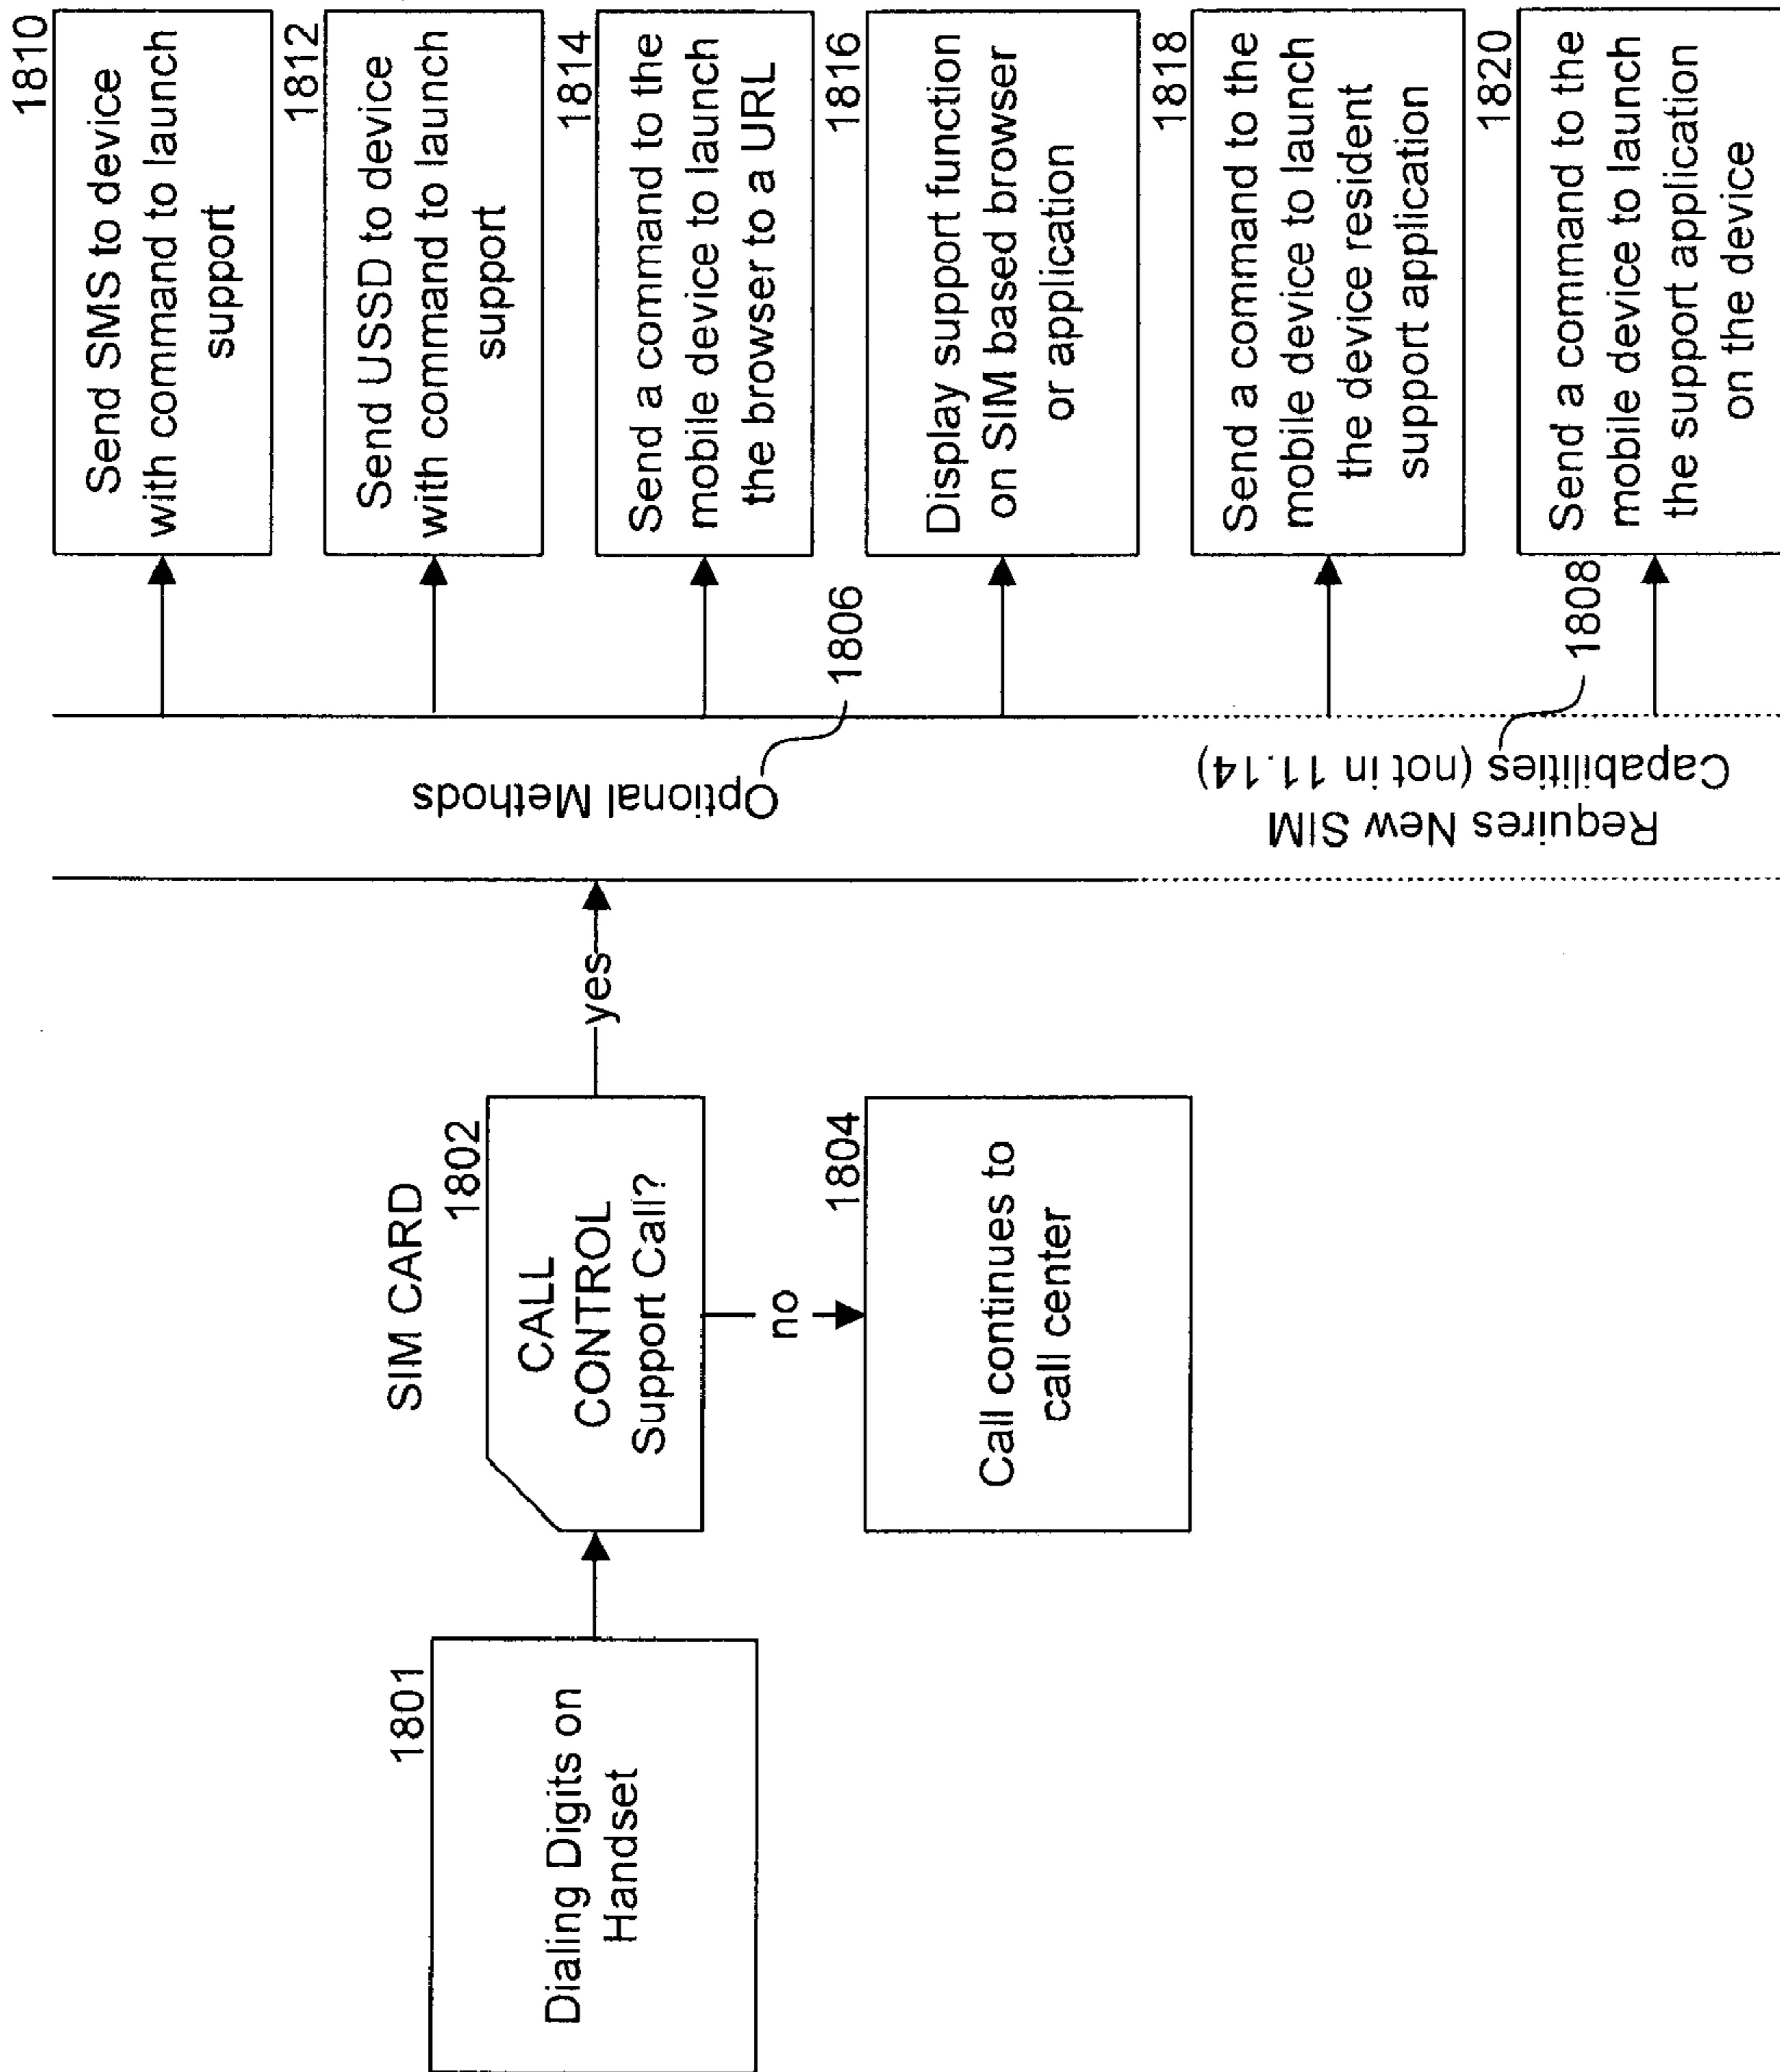 1801
Dialing Digits on
Handset
SIM CARD
1802
CALL
CONTROL
Support Call?
yes
no
1804
Call continues to
call center
Optional Methods
1806
Requires New SIM
Capabilities (not in 11.14)
1808
1810
Send SMS to device
with command to launch
support
1812
Send USSD to device
with command to launch
support
1814
Send a command to the
mobile device to launch
the browser to a URL
1816
Display support function
on SIM based browser
or application
1818
Send a command to the
mobile device to launch
the device resident
support application
1820
Send a command to the
mobile device to launch
the support application
on the device